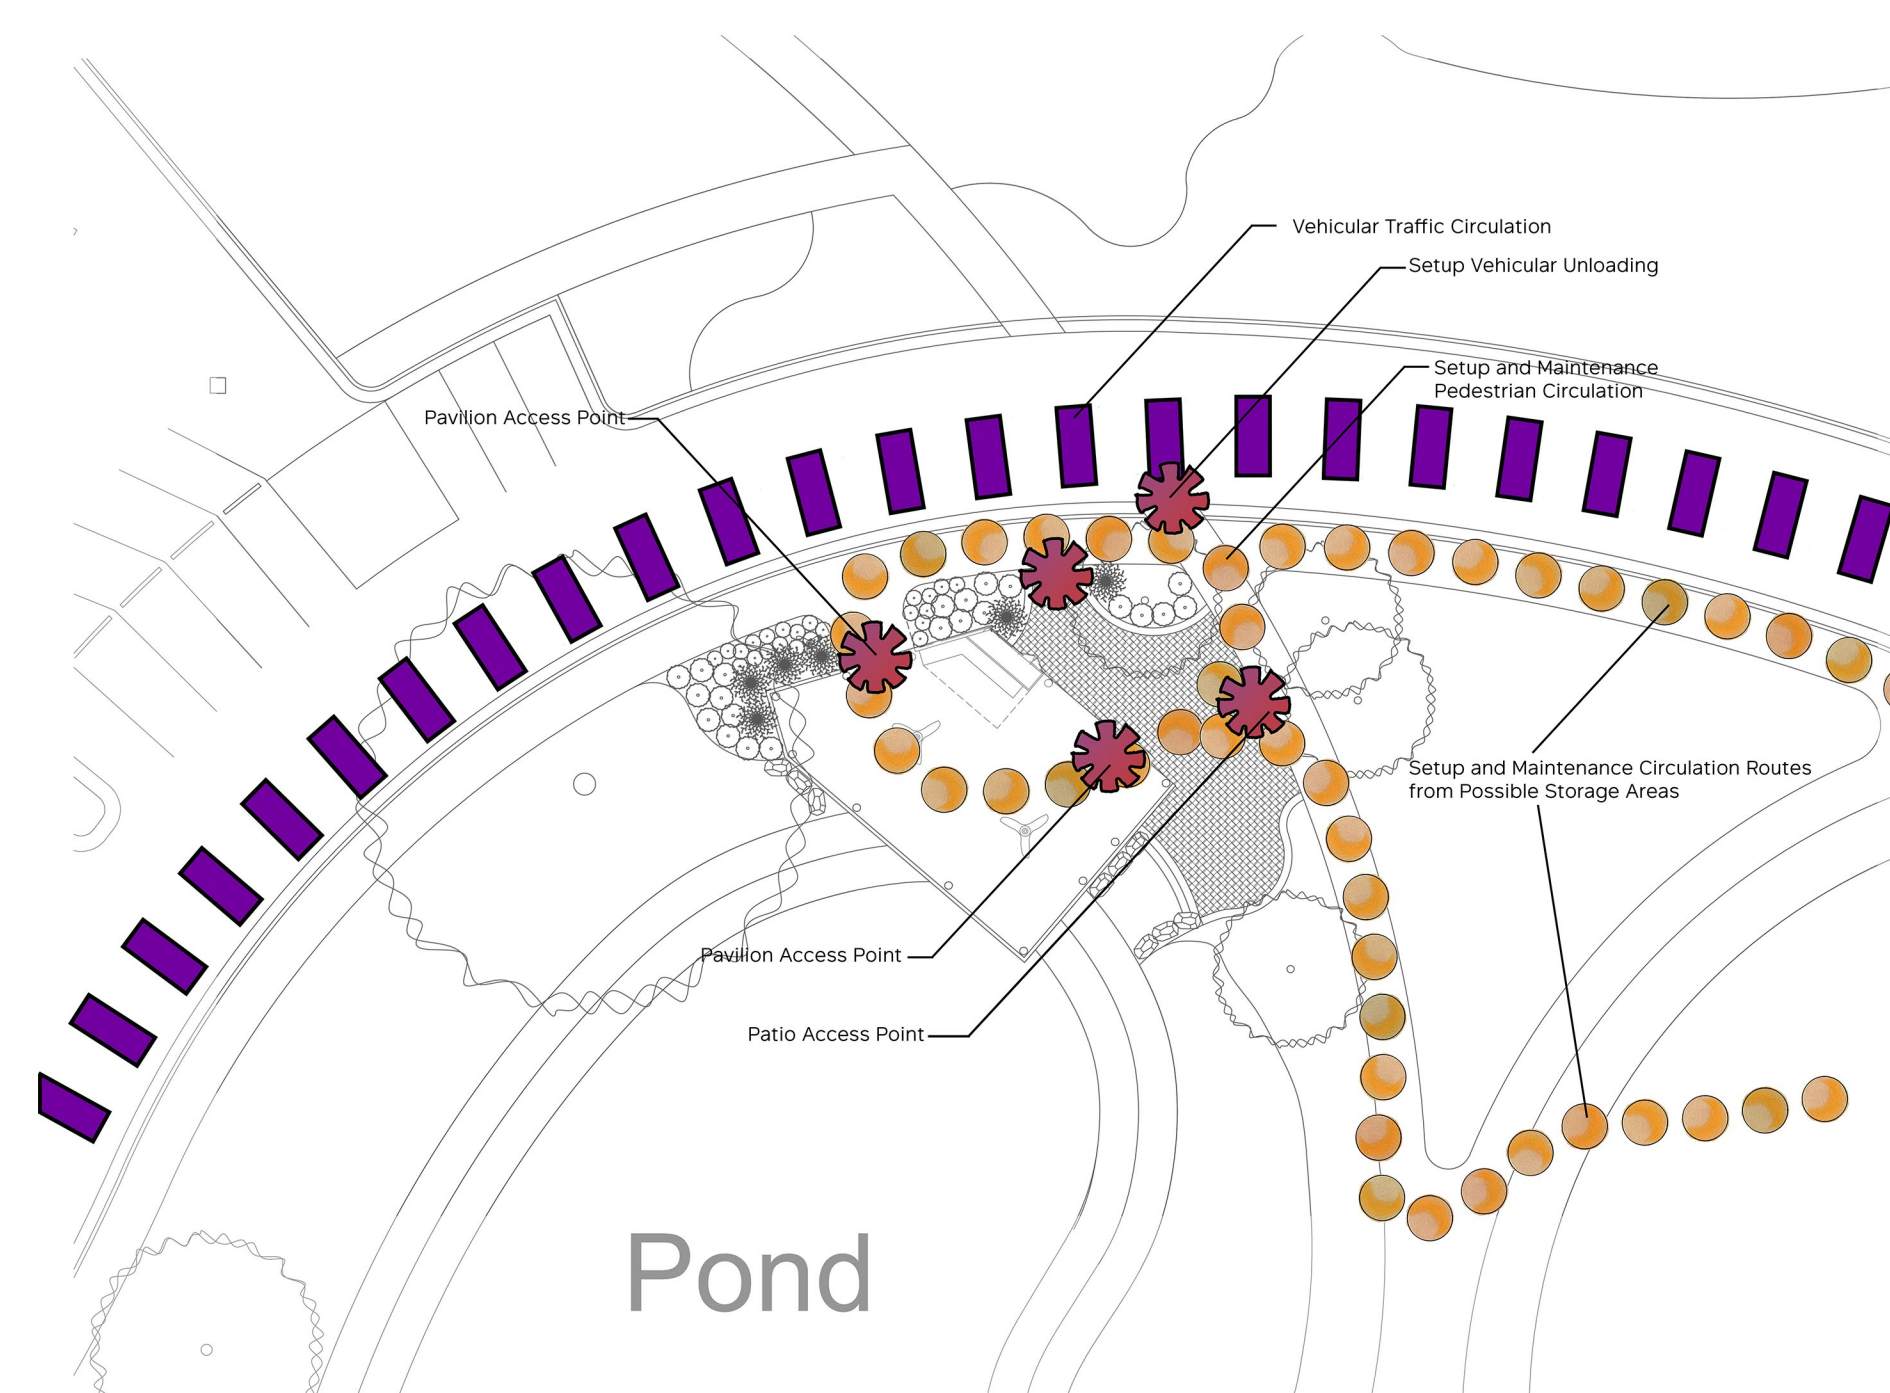 Vehicular Traffic Circulation
Setup Vehicular Unloading
Setup and Maintenance
Pedestrian Circulation
Pavilion Access Point
Setup and Maintenance Circulation Routes
from Possible Storage Areas
Pavilion Access Point
Patio Access Point
Pond